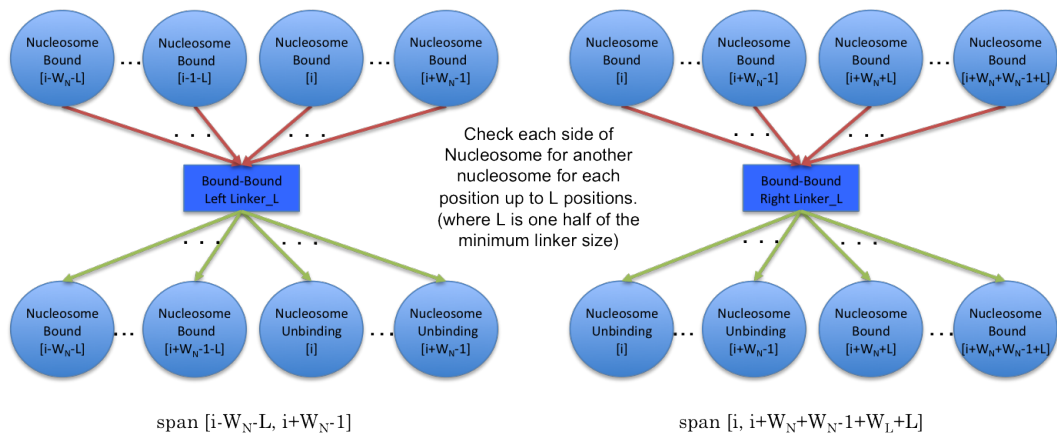 Nucleosome
Bound
[i-W_N-L]
...
Nucleosome
Bound
[i-1-L]
Nucleosome
Bound
[i]
...
Nucleosome
Bound
[i+W_N-1]
Nucleosome
Bound
[i]
...
Nucleosome
Bound
[i+W_N-1]
Nucleosome
Bound
[i+W_N+L]
...
Nucleosome
Bound
[i+W_N+W_N-1+L]
. . .
. . .
. . .
. . .
Check each side of
Nucleosome for another
nucleosome for each
position up to L positions.
(where L is one half of the
minimum linker size)
Bound-Bound
Left Linker_L
Bound-Bound
Right Linker_L
. . .
. . .
. . .
. . .
Nucleosome
Bound
[i-W_N-L]
...
Nucleosome
Bound
[i+W_N-1-L]
Nucleosome
Unbinding
[i]
...
Nucleosome
Unbinding
[i+W_N-1]
Nucleosome
Unbinding
[i]
...
Nucleosome
Unbinding
[i+W_N-1]
Nucleosome
Bound
[i+W_N+L]
...
Nucleosome
Bound
[i+W_N+W_N-1+L]
span [i-W_N-L, i+W_N-1]
span [i, i+W_N+W_N-1+W_L+L]